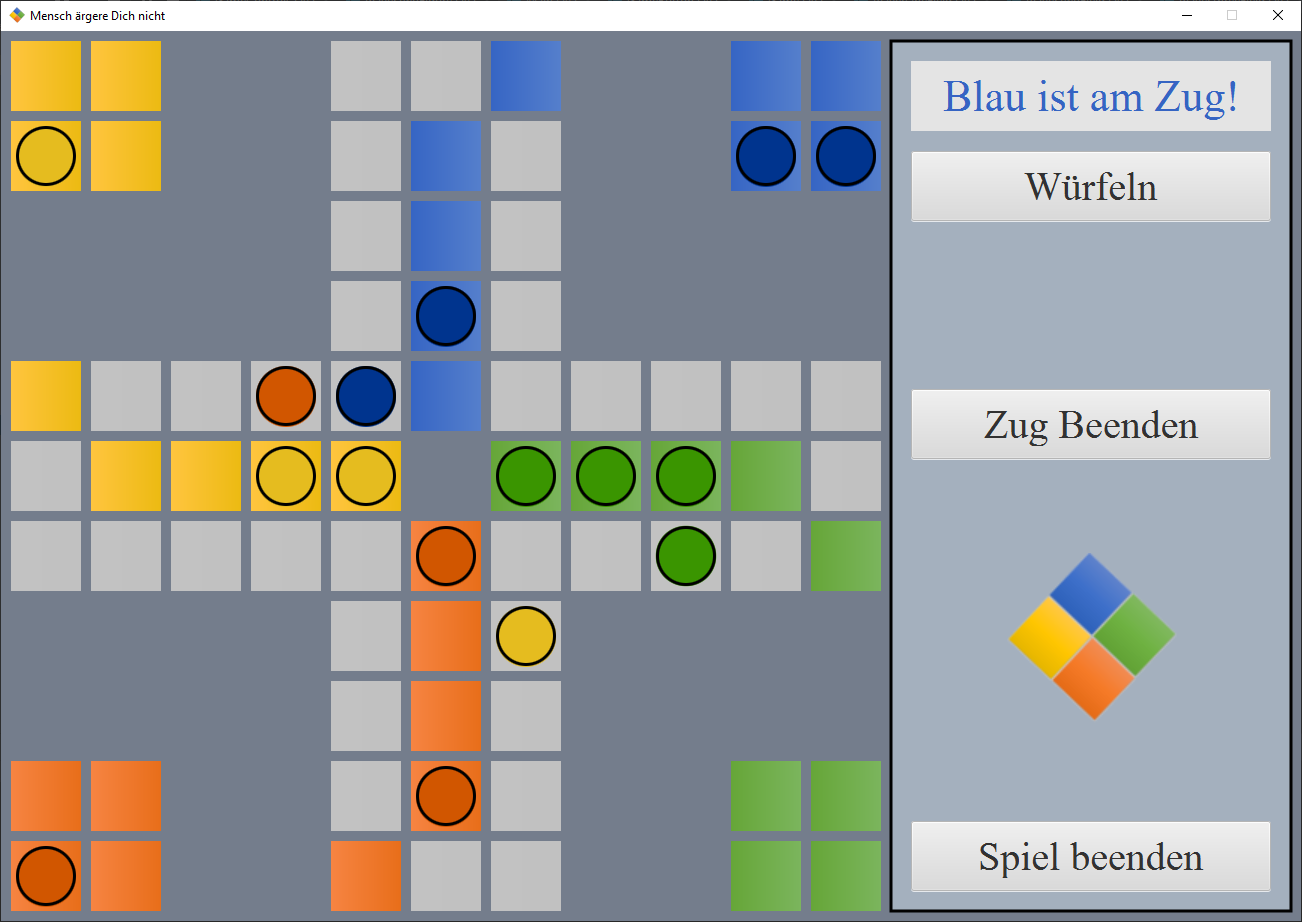 Mensch ärgere Dich nicht
Blau ist am Zug!
Würfeln
Zug Beenden
Spiel beenden